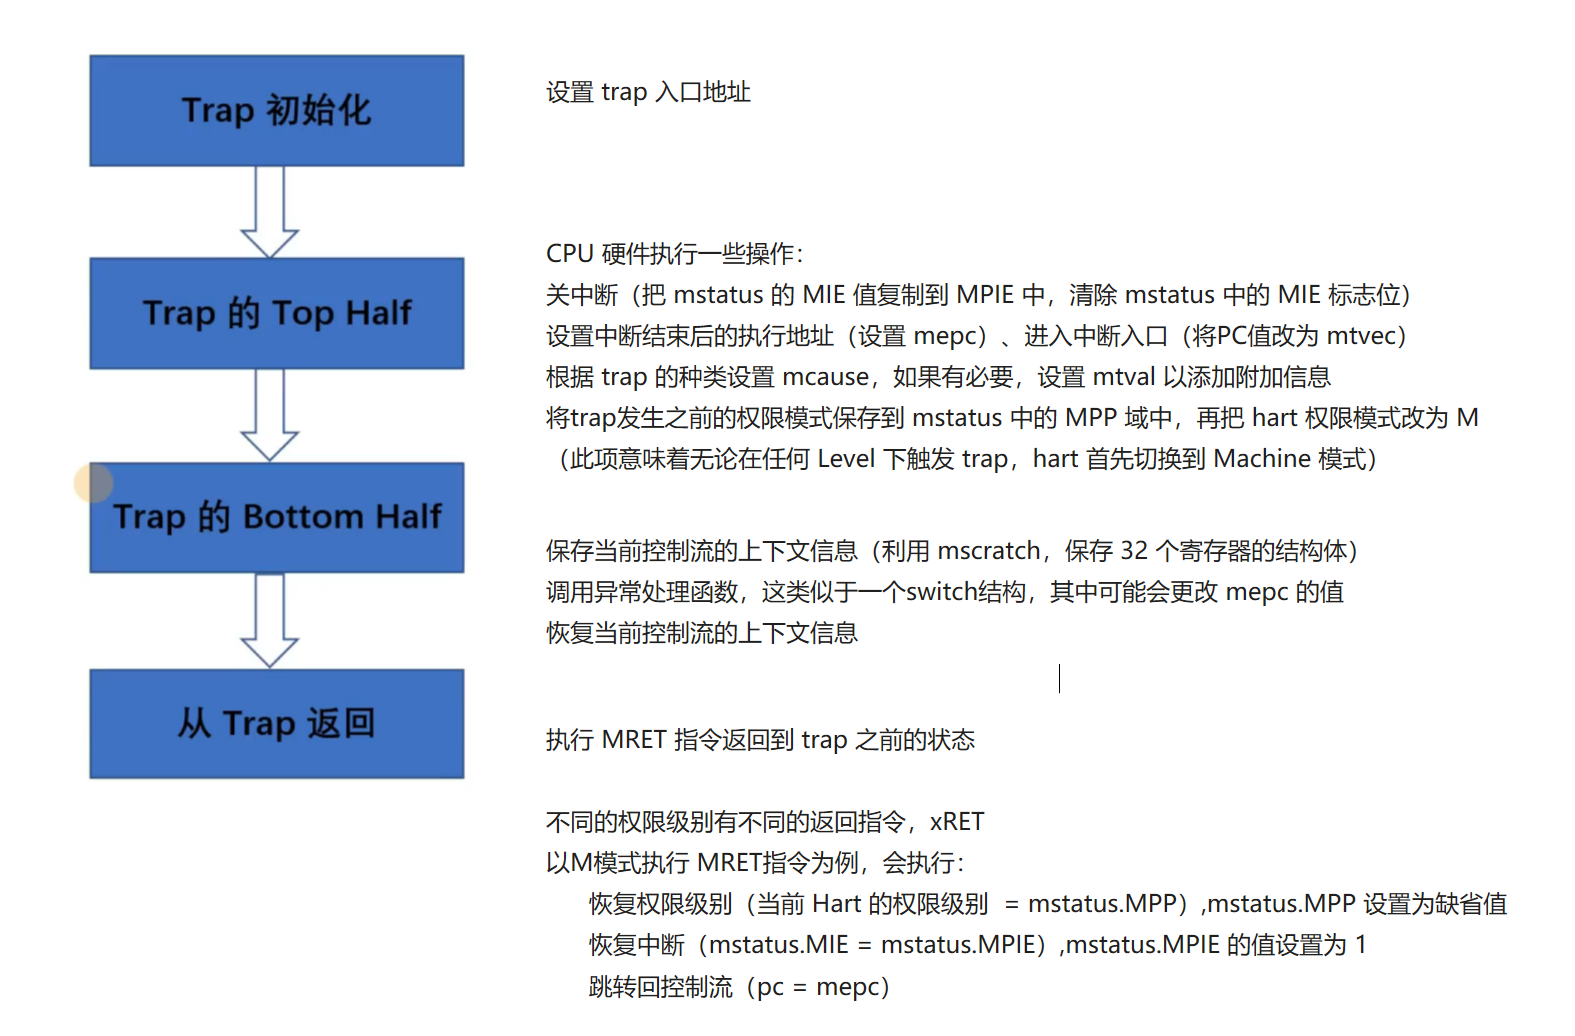 Trap 初始化
设置 trap 入口地址
Trap 的 Top Half
CPU 硬件执行一些操作：
关中断（把 mstatus 的 MIE 值复制到 MPIE 中，清除 mstatus 中的 MIE 标志位）
设置中断结束后的执行地址（设置 mepc）、进入中断入口（将PC值改为 mtvec）
根据 trap 的种类设置 mcause，如果有必要，设置 mtval 以添加附加信息
将trap发生之前的权限模式保存到 mstatus 中的 MPP 域中，再把 hart 权限模式改为 M
（此项意味着无论在任何 Level 下触发 trap，hart 首先切换到 Machine 模式）
Trap 的 Bottom Half
保存当前控制流的上下文信息（利用 mscratch，保存 32 个寄存器的结构体）
调用异常处理函数，这类似于一个switch结构，其中可能会更改 mepc 的值
恢复当前控制流的上下文信息
从 Trap 返回
执行 MRET 指令返回到 trap 之前的状态
不同的权限级别有不同的返回指令，xRET
以M模式执行 MRET指令为例，会执行：
恢复权限级别（当前 Hart 的权限级别 = mstatus.MPP）,mstatus.MPP 设置为缺省值
恢复中断（mstatus.MIE = mstatus.MPIE）,mstatus.MPIE 的值设置为 1
跳转回控制流（pc = mepc）